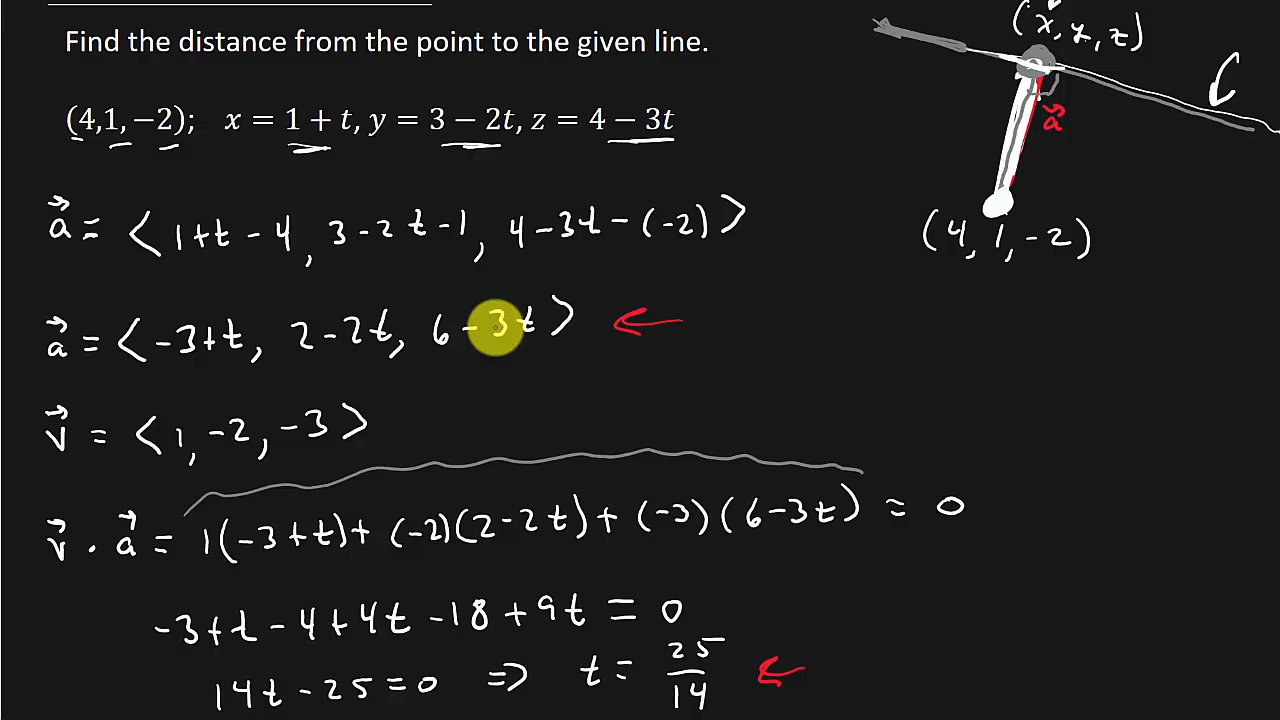 Find the distance from the point to the given line.
(4,1,−2); x = 1 + t, y = 3 − 2t, z = 4 − 3t
(x, y, z)
a⃗
(4, 1, -2)
a⃗ = ⟨ 1+t - 4, 3 - 2t - 1, 4 - 3t - (-2) ⟩
a⃗ = ⟨ -3+t, 2 - 2t, 6 - 3t ⟩
v⃗ = ⟨ 1, -2, -3 ⟩
v⃗ · a⃗ = 1(-3+t) + (-2)(2-2t) + (-3)(6-3t) = 0
-3+t - 4+4t - 18+9t = 0
14t - 25 = 0 ⇒ t = 25/14